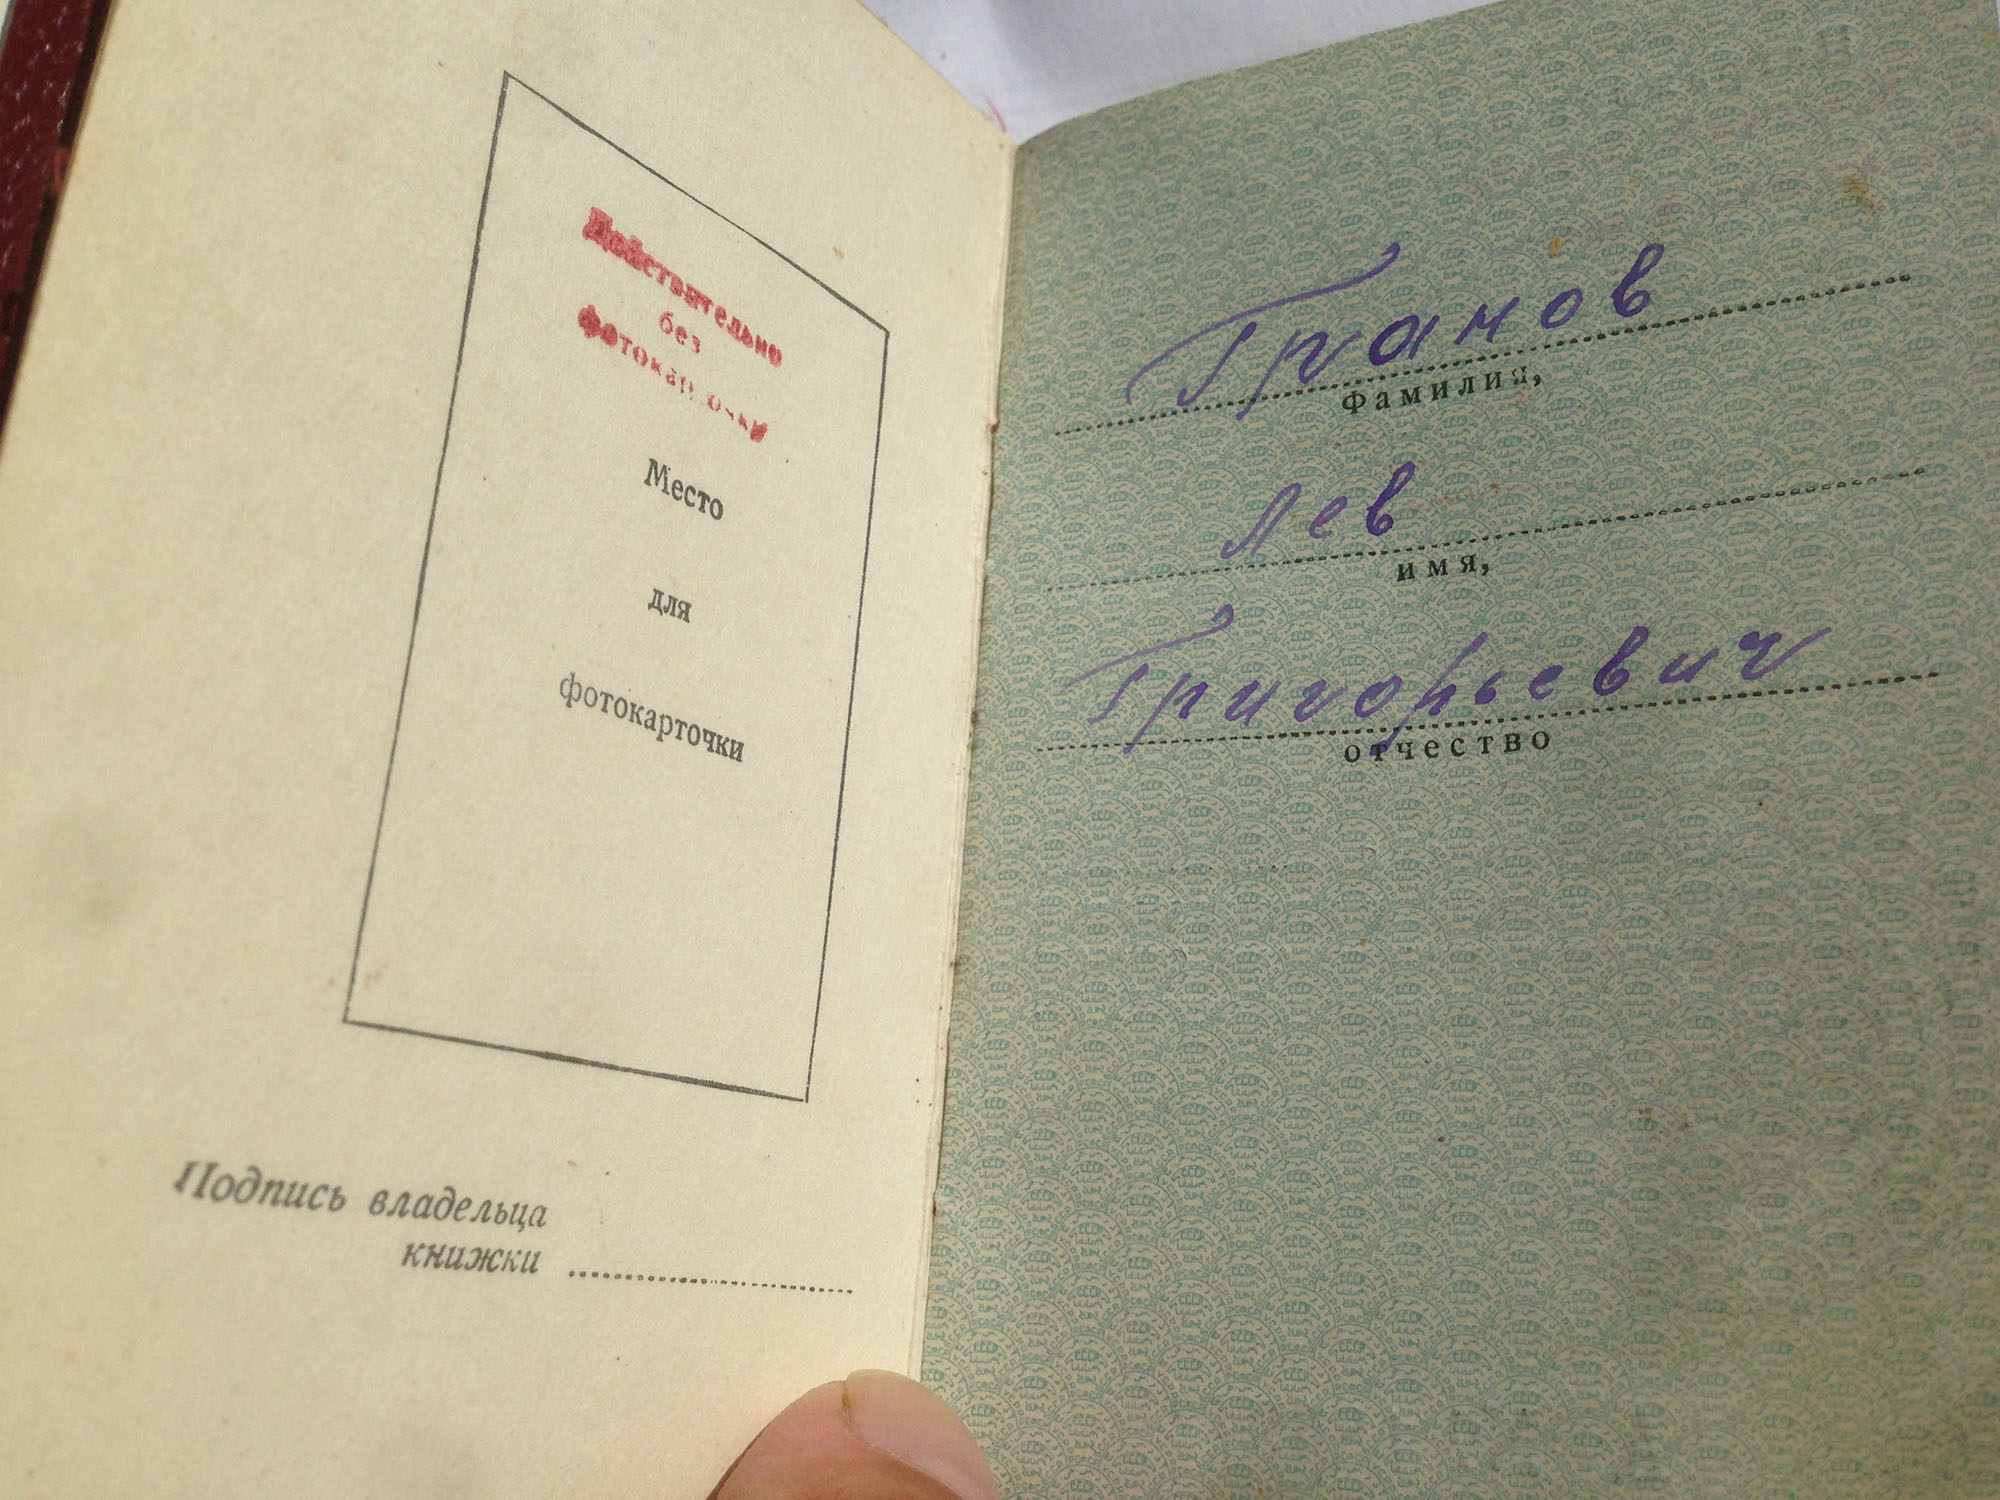 Действительно
без
фотокарточки
Место
для
фотокарточки
Подпись владельца
книжки
Гранов
Фамилия,
Лев
имя,
Григорьевич
отчество